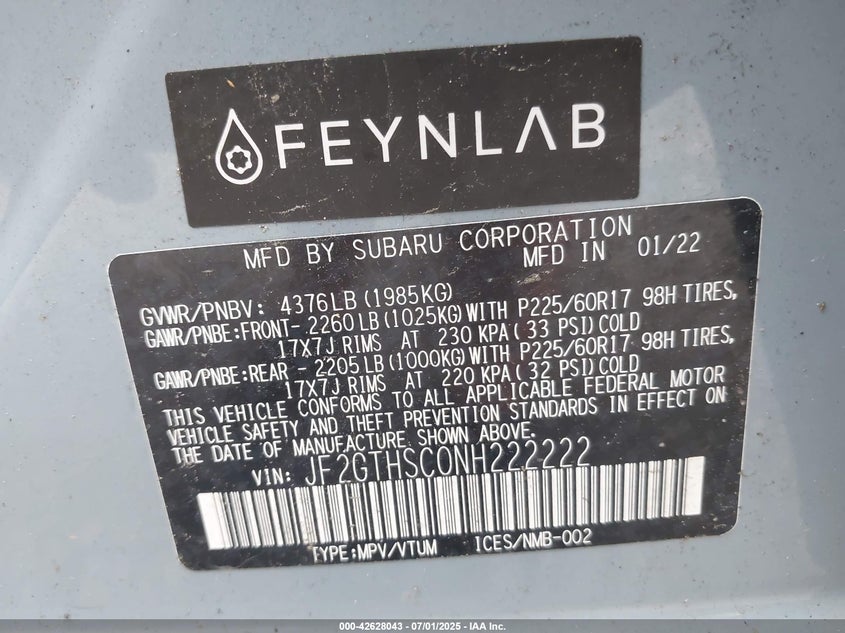 FEYNLAB
MFD BY SUBARU CORPORATION
MFD IN 01/22
GVWR/PNBV: 4376LB (1985KG)
GAWR/PNBE:FRONT- 2260LB (1025KG)WITH P225/60R17 98H TIRES,
17X7J RIMS AT 230 KPA( 33 PSI)COLD
GAWR/PNBE:REAR - 2205LB (1000KG)WITH P225/60R17 98H TIRES,
17X7J RIMS AT 220 KPA( 32 PSI)COLD
THIS VEHICLE CONFORMS TO ALL APPLICABLE FEDERAL MOTOR
VEHICLE SAFETY AND THEFT PREVENTION STANDARDS IN EFFECT ON
THE DATE OF MANUFACTURE SHOWN ABOVE.
VIN: JF2GTHSC0NH222222
TYPE:MPV/VTUM ICES/NMB-002
000-42628043 - 07/01/2025 - IAA Inc.